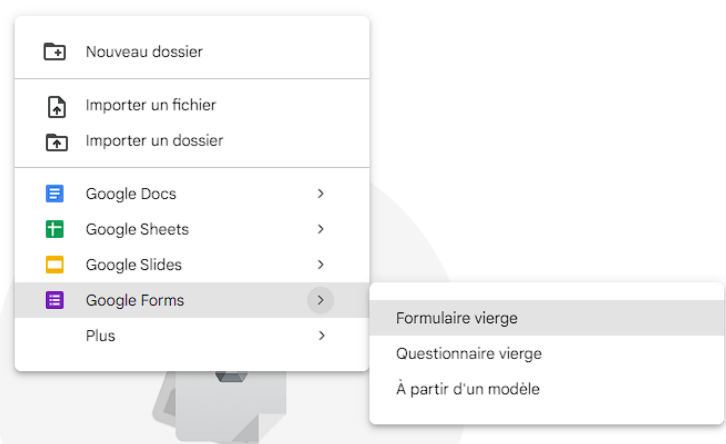 Nouveau dossier
Importer un fichier
Importer un dossier
Google Docs
Google Sheets
Google Slides
Google Forms
Plus
Formulaire vierge
Questionnaire vierge
À partir d'un modèle